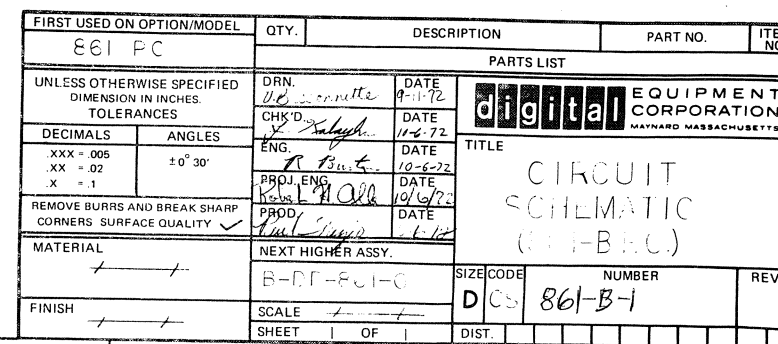 FIRST USED ON OPTION/MODEL
861 PC
QTY.
DESCRIPTION
PART NO.
PARTS LIST
UNLESS OTHERWISE SPECIFIED
DIMENSION IN INCHES.
TOLERANCES
DECIMALS
ANGLES
.XXX = .005
.XX = .02
.X = .1
±0° 30'
REMOVE BURRS AND BREAK SHARP
CORNERS SURFACE QUALITY ✓
MATERIAL
FINISH
DRN.
DATE
9-11-72
CHK'D.
DATE
10-6-72
ENG.
DATE
10-6-72
PROJ. ENG.
DATE
10/6/72
PROD.
DATE
NEXT HIGHER ASSY.
SCALE
SHEET 1 OF 1
digital EQUIPMENT
CORPORATION
MAYNARD MASSACHUSETTS
TITLE
CIRCUIT
SCHEMATIC
SIZE
CODE
NUMBER
REV
D
CS
861-B-1
DIST.